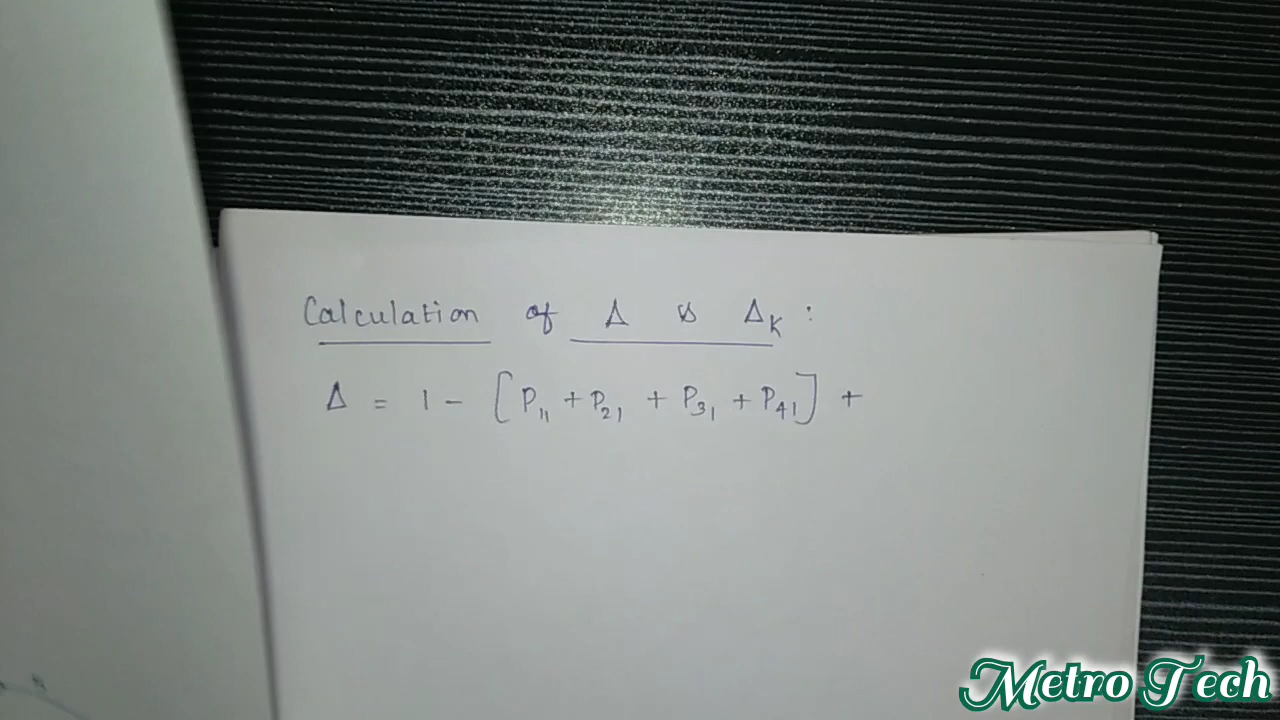 Calculation of Δ & ΔK :
Δ = 1 - [P11 + P21 + P31 + P41] +
Metro Tech